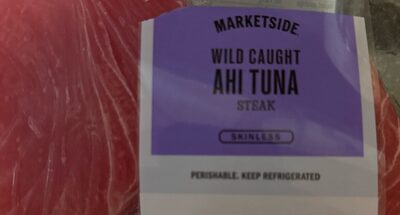 MARKETSIDE.
WILD CAUGHT
AHI TUNA
STEAK
SKINLESS
PERISHABLE. KEEP REFRIGERATED